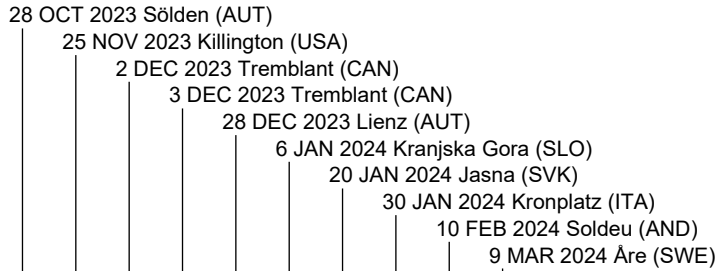 28 OCT 2023 Sölden (AUT)
25 NOV 2023 Killington (USA)
2 DEC 2023 Tremblant (CAN)
3 DEC 2023 Tremblant (CAN)
28 DEC 2023 Lienz (AUT)
6 JAN 2024 Kranjska Gora (SLO)
20 JAN 2024 Jasna (SVK)
30 JAN 2024 Kronplatz (ITA)
10 FEB 2024 Soldeu (AND)
9 MAR 2024 Åre (SWE)